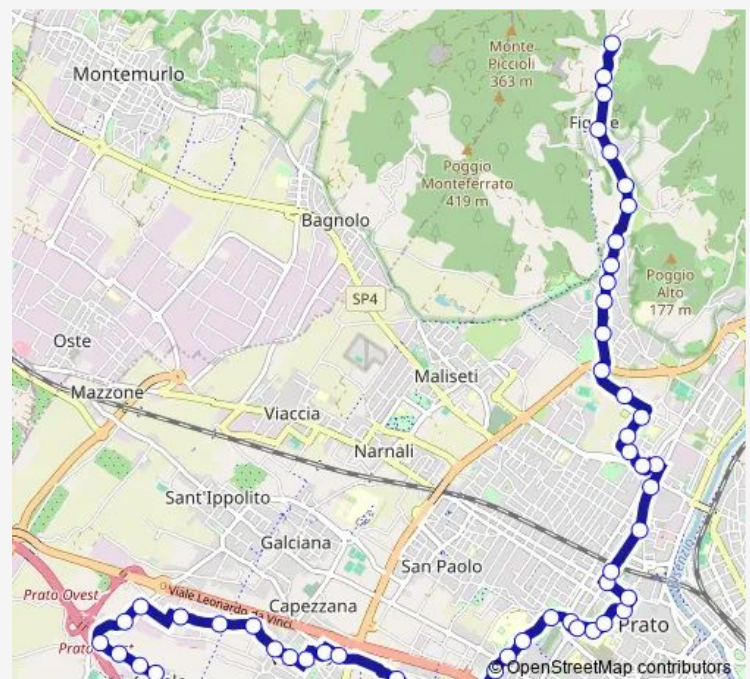 Montemurlo
Monte
Piccioli
363 m
Poggio
Monteferrato
419 m
Bagnolo
SP4
Poggio
Alto
177 m
Oste
Mazzone
Maliseti
Viaccia
Narnali
Sant'Ippolito
Galciana
San Paolo
Prato Ovest
Viale Leonardo da Vinci
Capezzana
Prato
© OpenStreetMap contributors